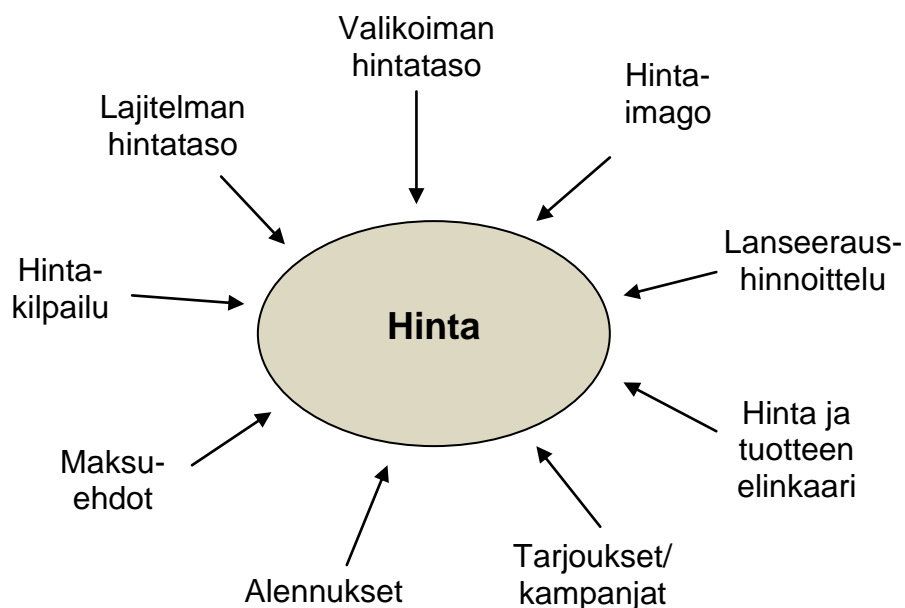 Valikoiman
hintataso
Hinta-
imago
Lajitelman
hintataso
Lanseeraus-
hinnoittelu
Hinta-
kilpailu
Hinta
Hinta ja
tuotteen
elinkaari
Maksu-
ehdot
Tarjoukset/
kampanjat
Alennukset